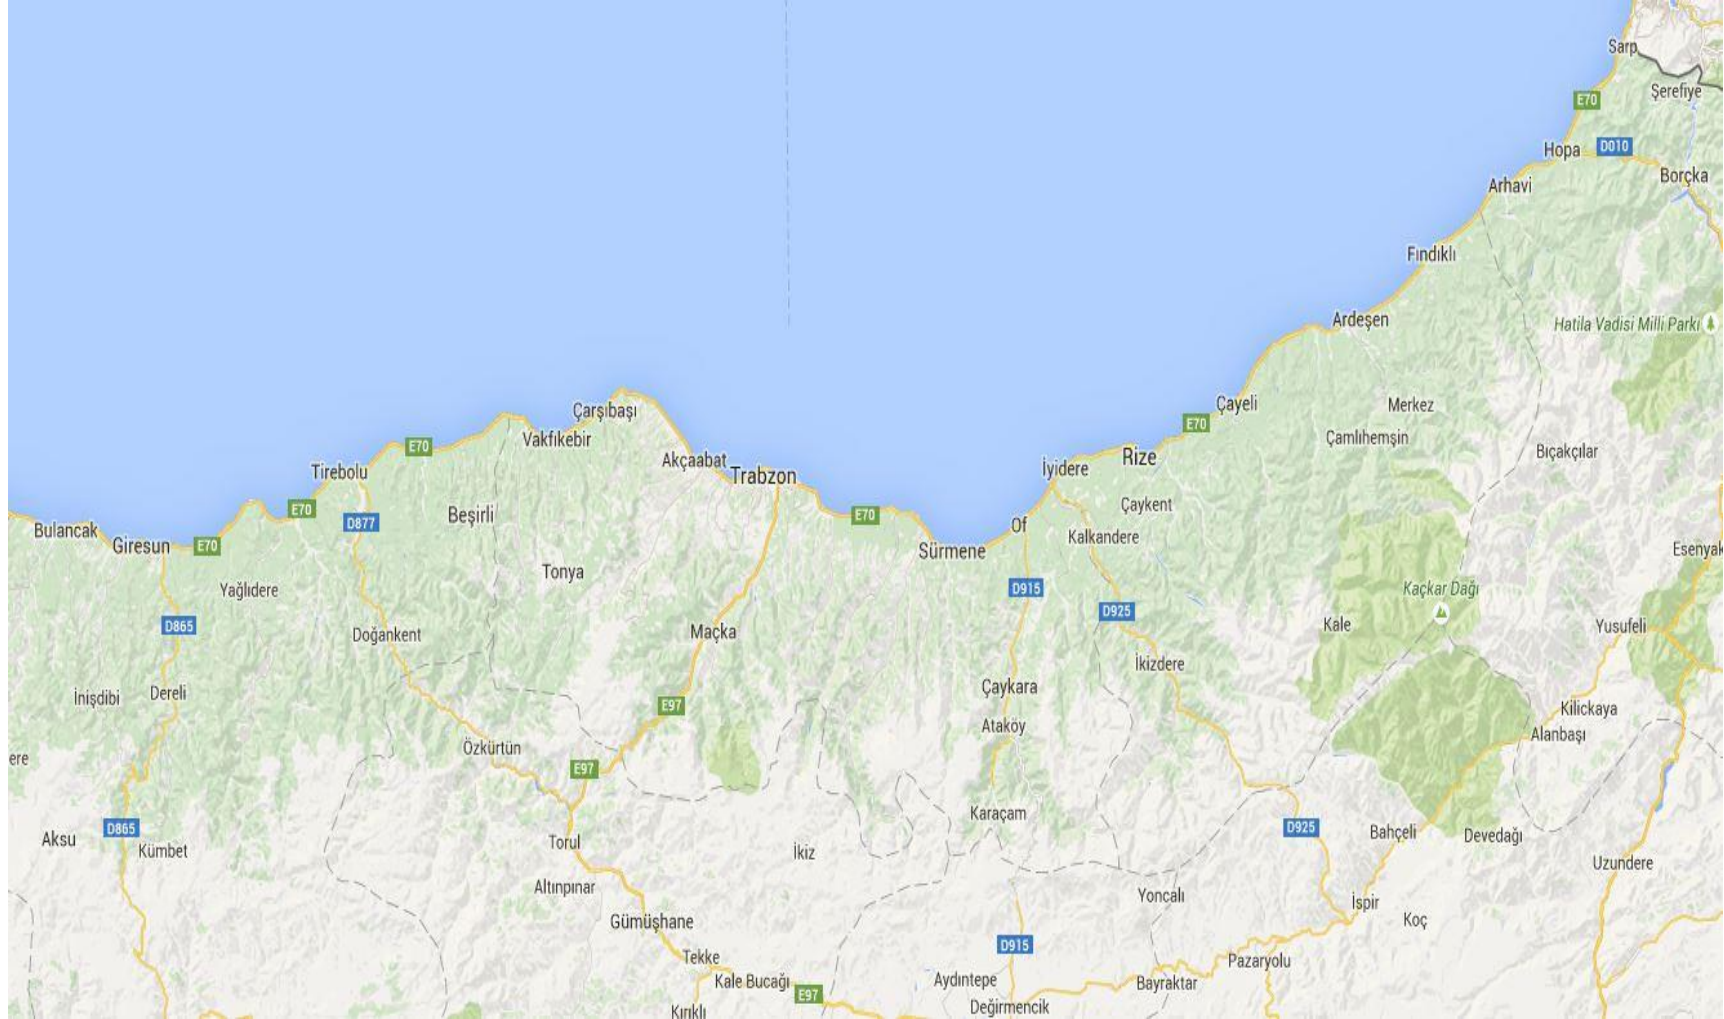 Sarp
Şerefiye
E70
Hopa
D010
Borçka
Arhavi
Fındıklı
Ardeşen
Hatila Vadisi Milli Parkı
Çayeli
Merkez
Çarşıbaşı
E70
Çamlıhemşin
Vakfıkebir
E70
Bıçakçılar
Akçaabat
Rize
İyidere
Tirebolu
Trabzon
Çaykent
E70
Beşirli
E70
D877
Of
Bulancak
Kalkandere
Giresun
E70
Sürmene
Esenyak
Tonya
Yağlıdere
D915
Kaçkar Dağı
D925
D865
Kale
Yusufeli
Doğankent
Maçka
İkizdere
Çaykara
İnişdibi
Dereli
E97
Kilickaya
Ataköy
Alanbaşı
Özkürtün
ere
E97
Karaçam
D865
D925
Bahçeli
Devedağı
Aksu
Torul
Kümbet
İkiz
Uzundere
Altınpınar
Yoncalı
İspir
Koç
Gümüşhane
D915
Tekke
Pazaryolu
Kale Bucağı
Aydıntepe
Bayraktar
E97
Değirmencik
Kırıklı